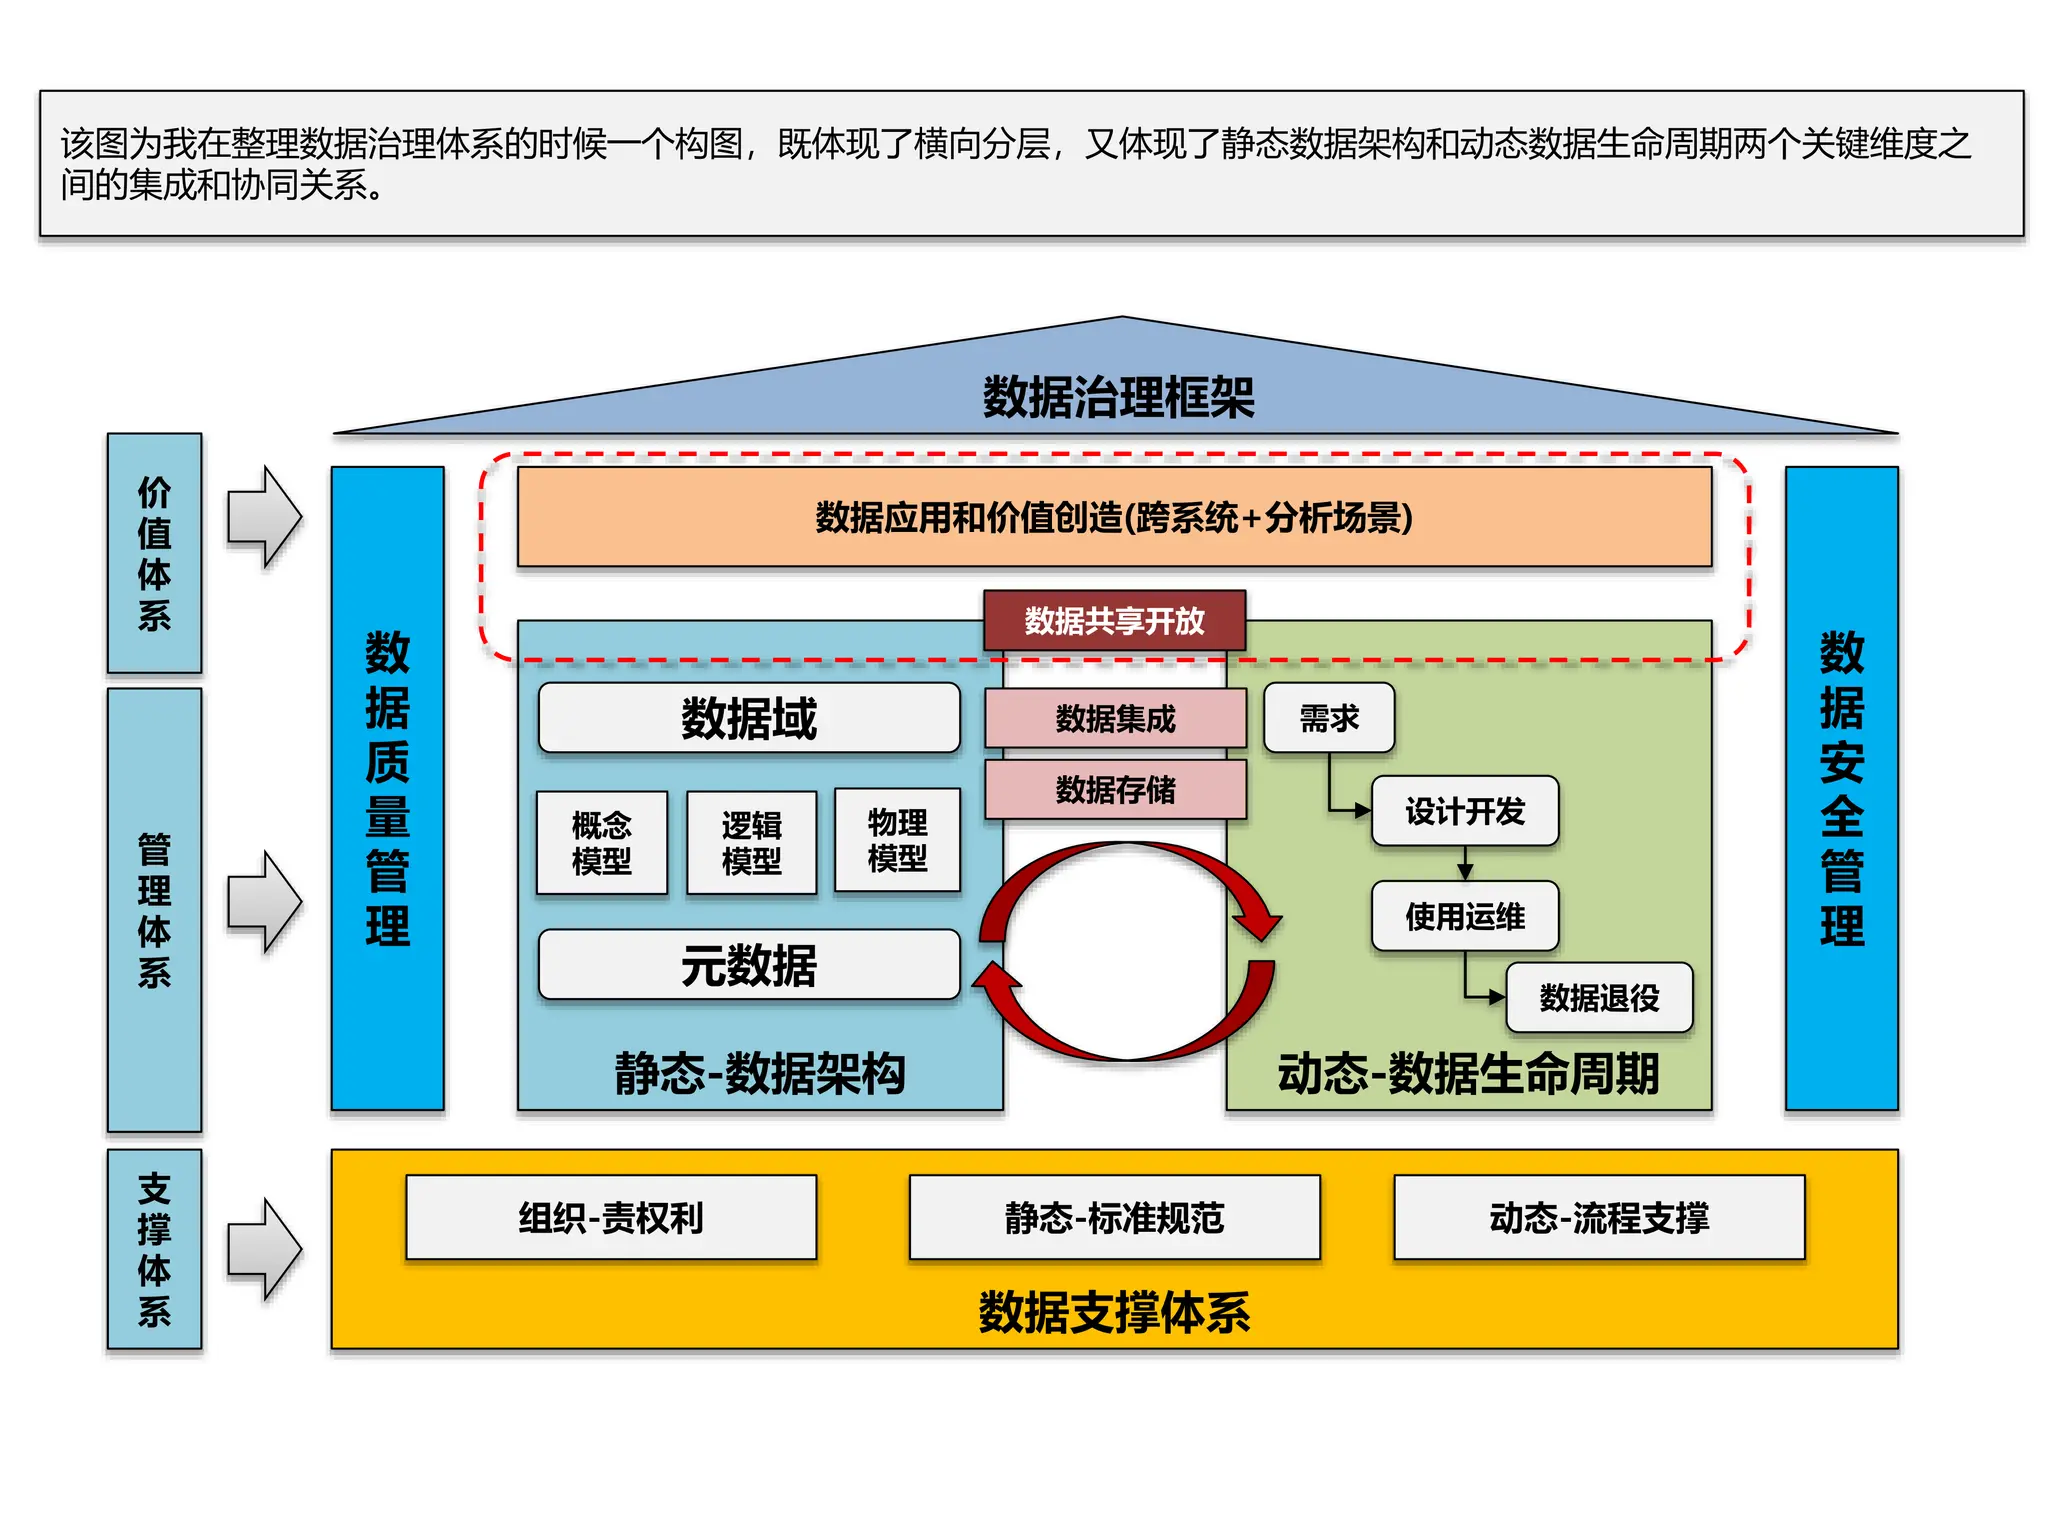 该图为我在整理数据治理体系的时候一个构图，既体现了横向分层，又体现了静态数据架构和动态数据生命周期两个关键维度之
间的集成和协同关系。
数据治理框架
价值体系
管理体系
支撑体系
数据质量管理
数据应用和价值创造(跨系统+分析场景)
数据共享开放
数据域
概念
模型
逻辑
模型
物理
模型
元数据
静态-数据架构
数据集成
数据存储
需求
设计开发
使用运维
数据退役
动态-数据生命周期
数据安全管理
组织-责权利
静态-标准规范
动态-流程支撑
数据支撑体系